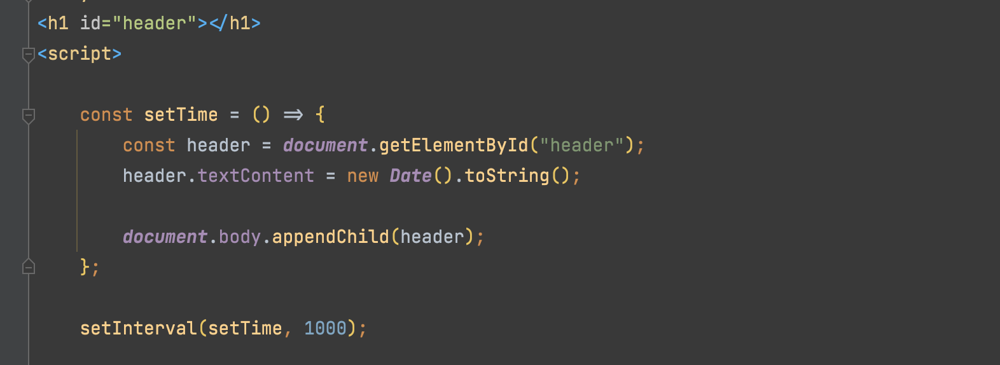 <h1 id="header"></h1>
<script>
const setTime = () => {
const header = document.getElementById("header");
header.textContent = new Date().toString();
document.body.appendChild(header);
};
setInterval(setTime, 1000);